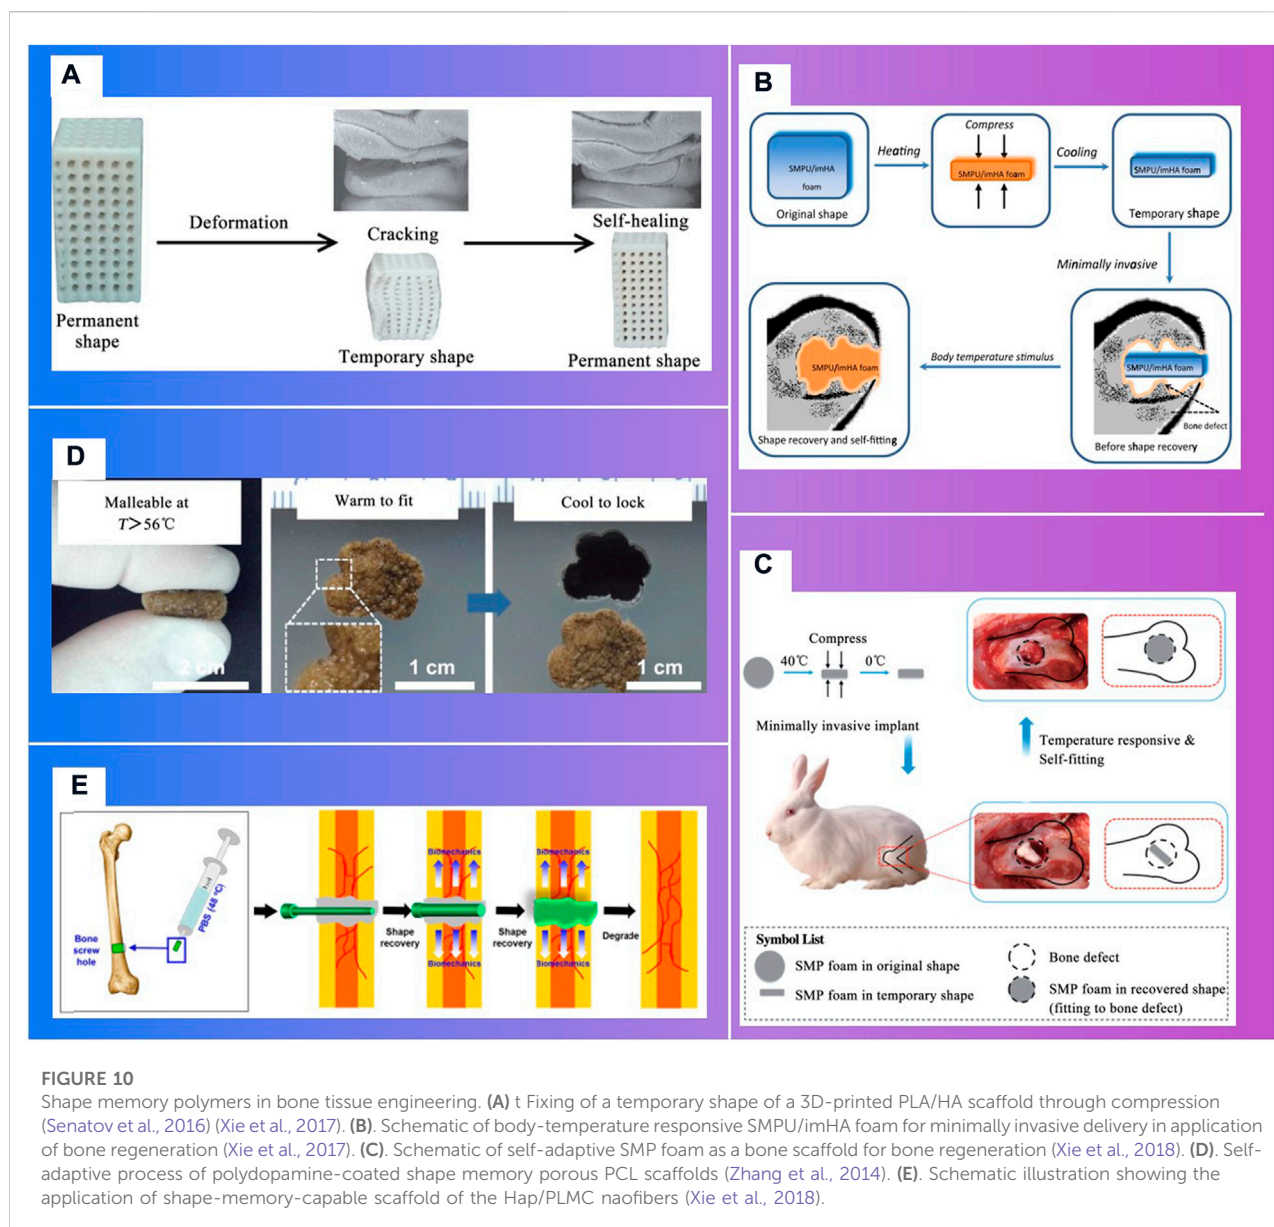 A
Deformation
Cracking
Self-healing
Permanent
shape
Temporary shape
Permanent shape
B
SMPU/imHA
foam
Original shape
Heating
Compress
SMPU/imHA foam
Cooling
SMPU/imHA foam
Temporary shape
Minimally invasive
SMPU/imHA foam
Bone defect
Before shape recovery
Body temperature stimulus
SMPU/imHA foam
Shape recovery and self-fitting
D
Malleable at
T>56℃
2 cm
Warm to fit
1 cm
Cool to lock
1 cm
C
Compress
40℃
0℃
Minimally invasive implant
Temperature responsive &
Self-fitting
Symbol List
SMP foam in original shape
SMP foam in temporary shape
Bone defect
SMP foam in recovered shape
(fitting to bone defect)
E
Bone
screw
hole
PBS (48 °C)
Shape
recovery
Biomechanics
Biomechanics
Shape
recovery
Biomechanics
Biomechanics
Degrade
FIGURE 10
Shape memory polymers in bone tissue engineering. (A) t Fixing of a temporary shape of a 3D-printed PLA/HA scaffold through compression
(Senatov et al., 2016) (Xie et al., 2017). (B). Schematic of body-temperature responsive SMPU/imHA foam for minimally invasive delivery in application
of bone regeneration (Xie et al., 2017). (C). Schematic of self-adaptive SMP foam as a bone scaffold for bone regeneration (Xie et al., 2018). (D). Self-
adaptive process of polydopamine-coated shape memory porous PCL scaffolds (Zhang et al., 2014). (E). Schematic illustration showing the
application of shape-memory-capable scaffold of the Hap/PLMC naofibers (Xie et al., 2018).